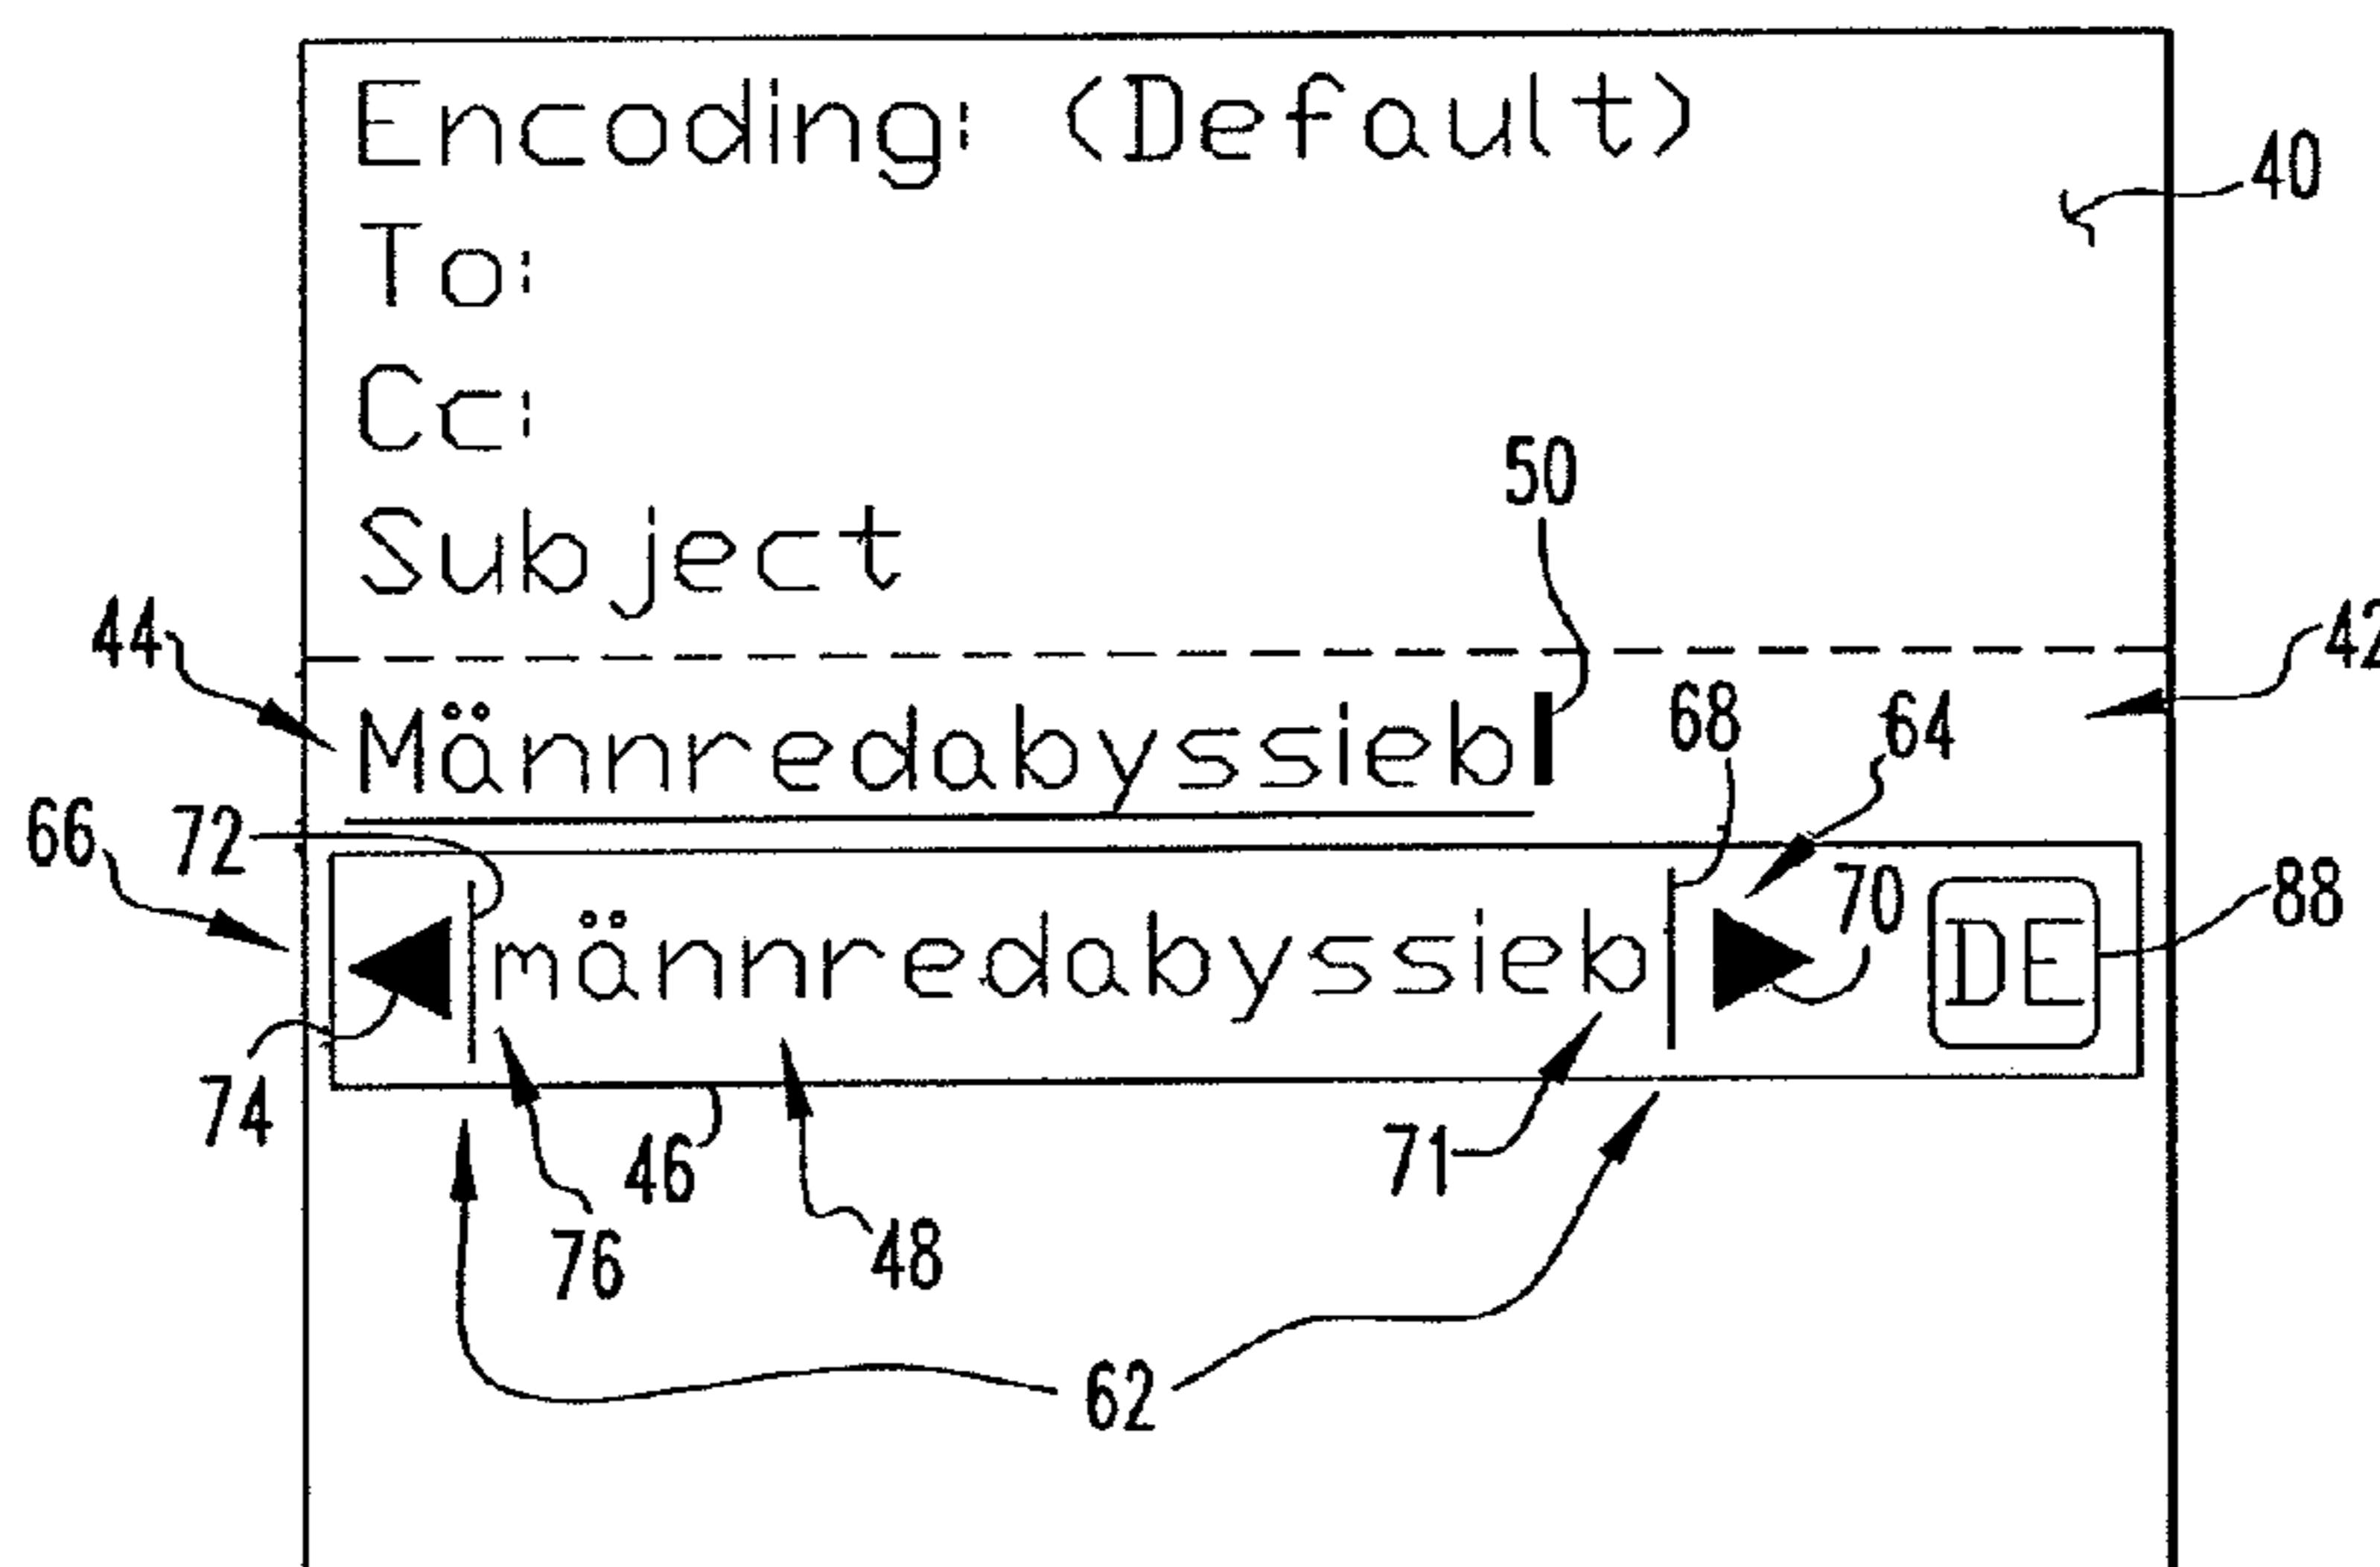 Encoding: (Default)
40
To:
Cc:
50
Subject
44
42
68
64
Männredabyssieb
66
72
70
88
männredabyssieb
DE
74
46
71
76
48
62